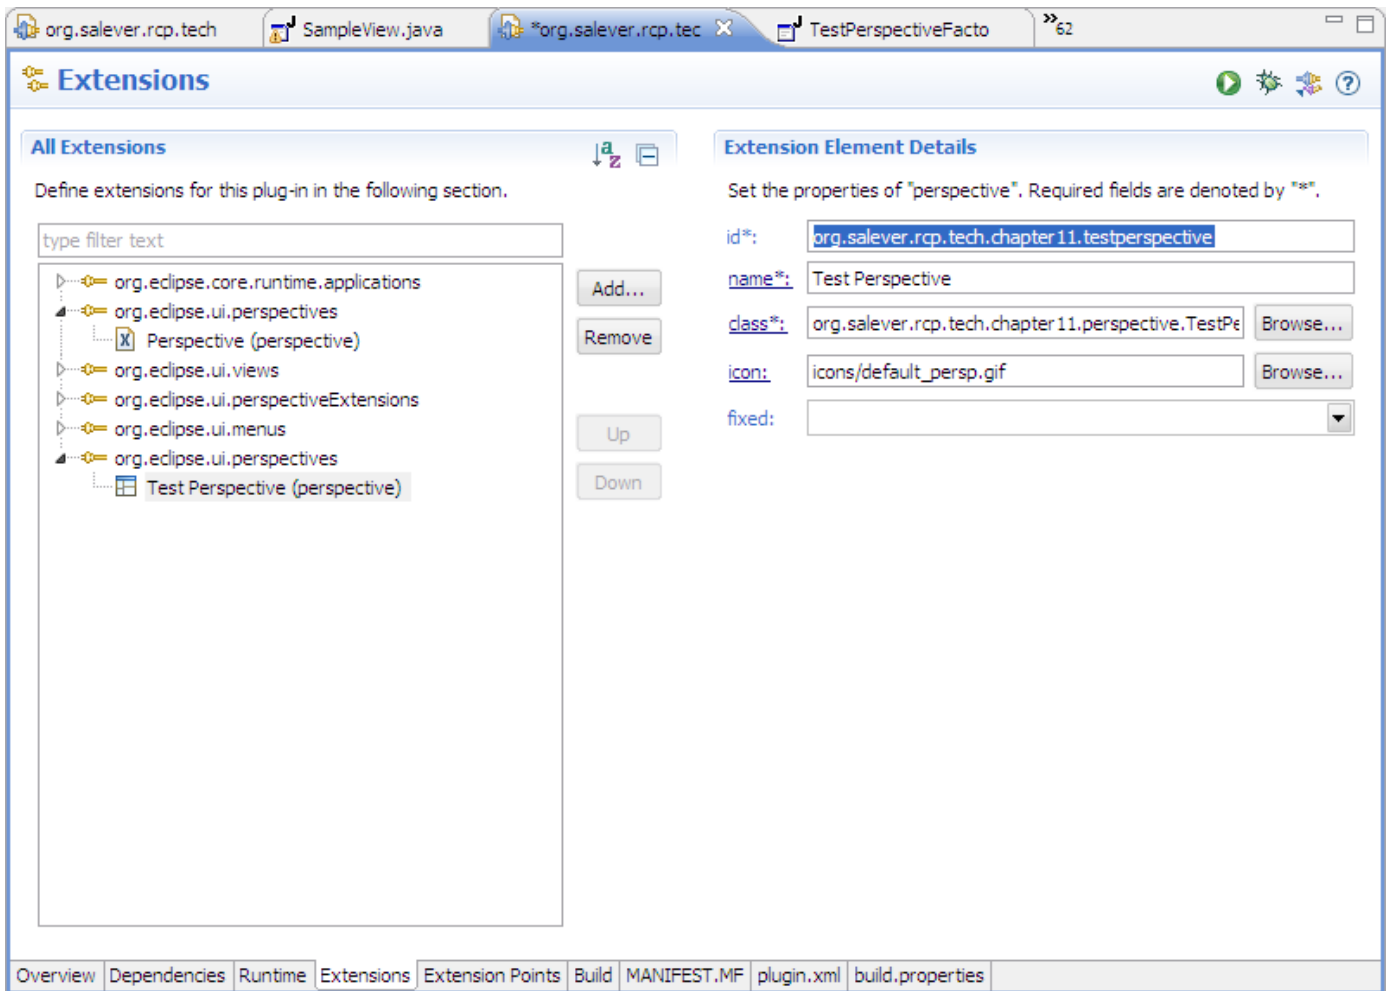 org.salever.rcp.tech SampleView.java *org.salever.rcp.tec TestPerspectiveFacto »62
Extensions
All Extensions
Define extensions for this plug-in in the following section.
type filter text
org.eclipse.core.runtime.applications
org.eclipse.ui.perspectives
Perspective (perspective)
org.eclipse.ui.views
org.eclipse.ui.perspectiveExtensions
org.eclipse.ui.menus
org.eclipse.ui.perspectives
Test Perspective (perspective)
Add...
Remove
Up
Down
Extension Element Details
Set the properties of "perspective". Required fields are denoted by "*".
id*: org.salever.rcp.tech.chapter11.testperspective
name*: Test Perspective
class*: org.salever.rcp.tech.chapter11.perspective.TestPe Browse...
icon: icons/default_persp.gif Browse...
fixed:
Overview Dependencies Runtime Extensions Extension Points Build MANIFEST.MF plugin.xml build.properties